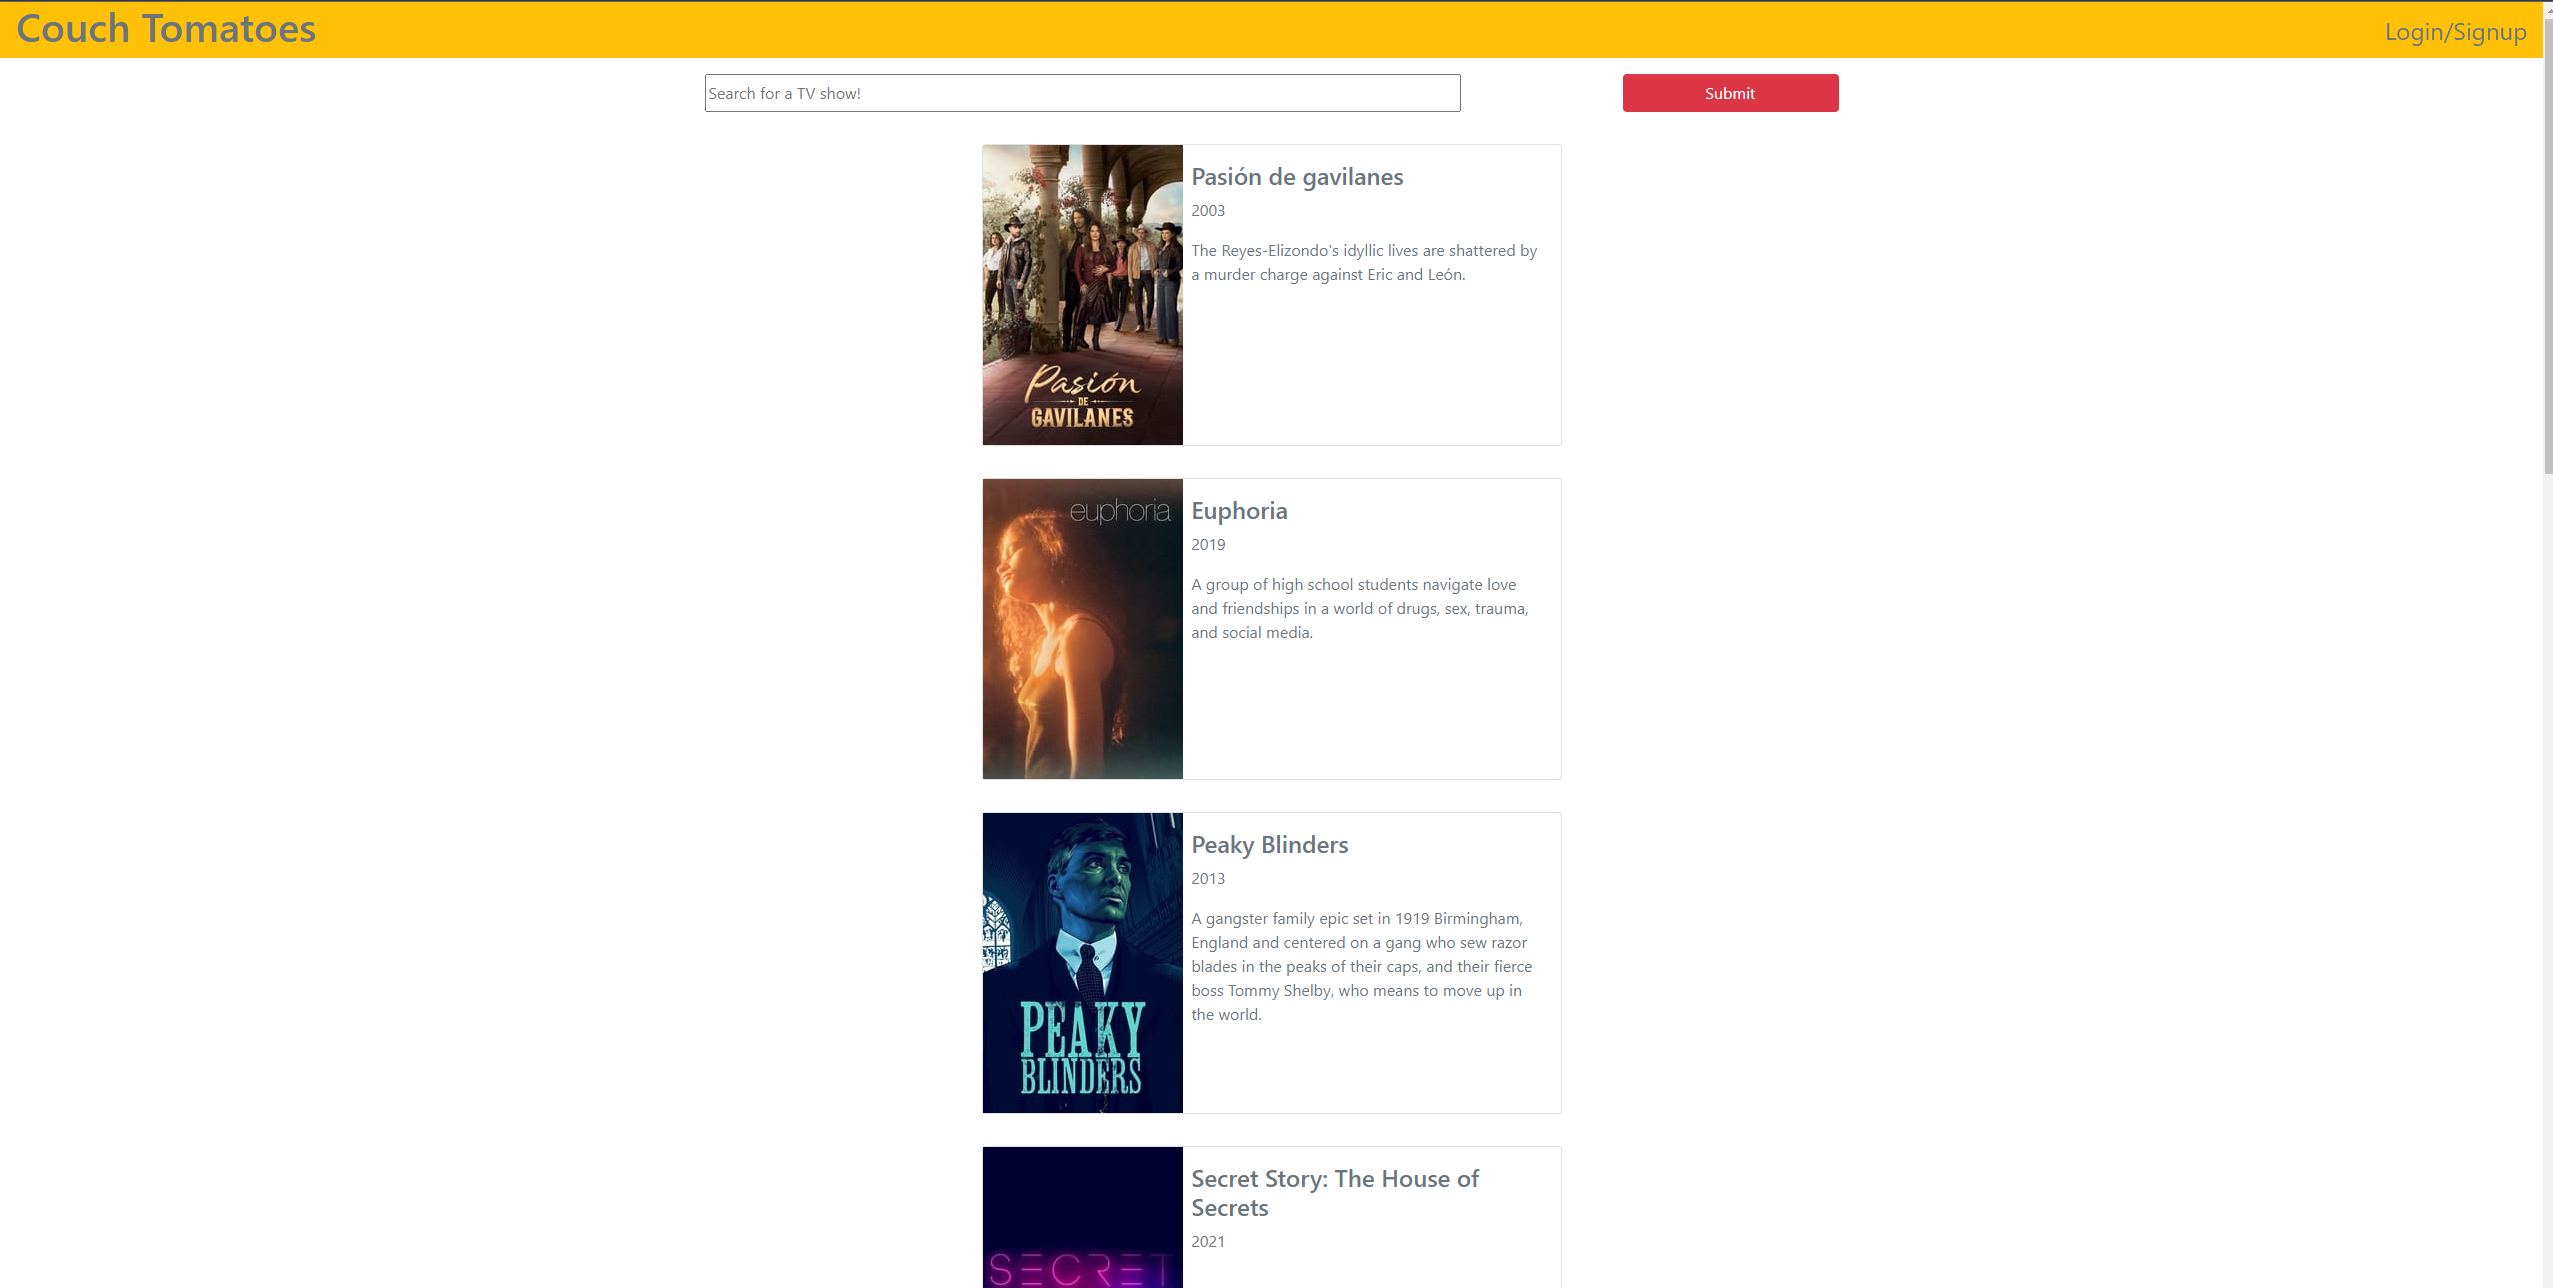 Couch Tomatoes
Login/Signup
Search for a TV show!
Submit
Pasión
DE
GAVILANES
Pasión de gavilanes
2003
The Reyes-Elizondo's idyllic lives are shattered by
a murder charge against Eric and León.
euphoria
Euphoria
2019
A group of high school students navigate love
and friendships in a world of drugs, sex, trauma,
and social media.
PEAKY
BLINDERS
Peaky Blinders
2013
A gangster family epic set in 1919 Birmingham,
England and centered on a gang who sew razor
blades in the peaks of their caps, and their fierce
boss Tommy Shelby, who means to move up in
the world.
SECRET
Secret Story: The House of
Secrets
2021